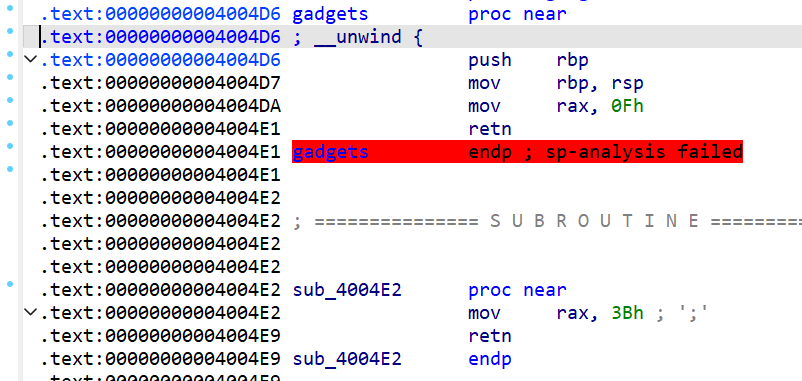 .text:00000000004004D6 gadgets proc near
.text:00000000004004D6 ; __unwind {
.text:00000000004004D6 push rbp
.text:00000000004004D7 mov rbp, rsp
.text:00000000004004DA mov rax, 0Fh
.text:00000000004004E1 retn
.text:00000000004004E1 gadgets endp ; sp-analysis failed
.text:00000000004004E1
.text:00000000004004E2
.text:00000000004004E2 ; =============== S U B R O U T I N E =========
.text:00000000004004E2
.text:00000000004004E2
.text:00000000004004E2 sub_4004E2 proc near
.text:00000000004004E2 mov rax, 3Bh ; ';'
.text:00000000004004E9 retn
.text:00000000004004E9 sub_4004E2 endp
.text:00000000004004E9